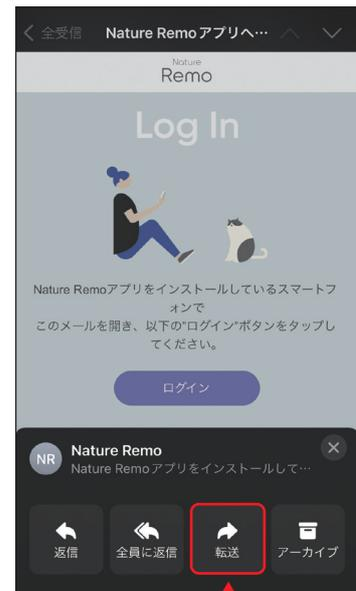 全受信 Nature Remoアプリへ…
Nature
Remo
Log In
Nature Remoアプリをインストールしているスマートフ
ォンで
このメールを開き、以下の"ログイン"ボタンをタップし
てください。
ログイン
NR Nature Remo
Nature Remoアプリをインストールして…
返信 全員に返信 転送 アーカイブ